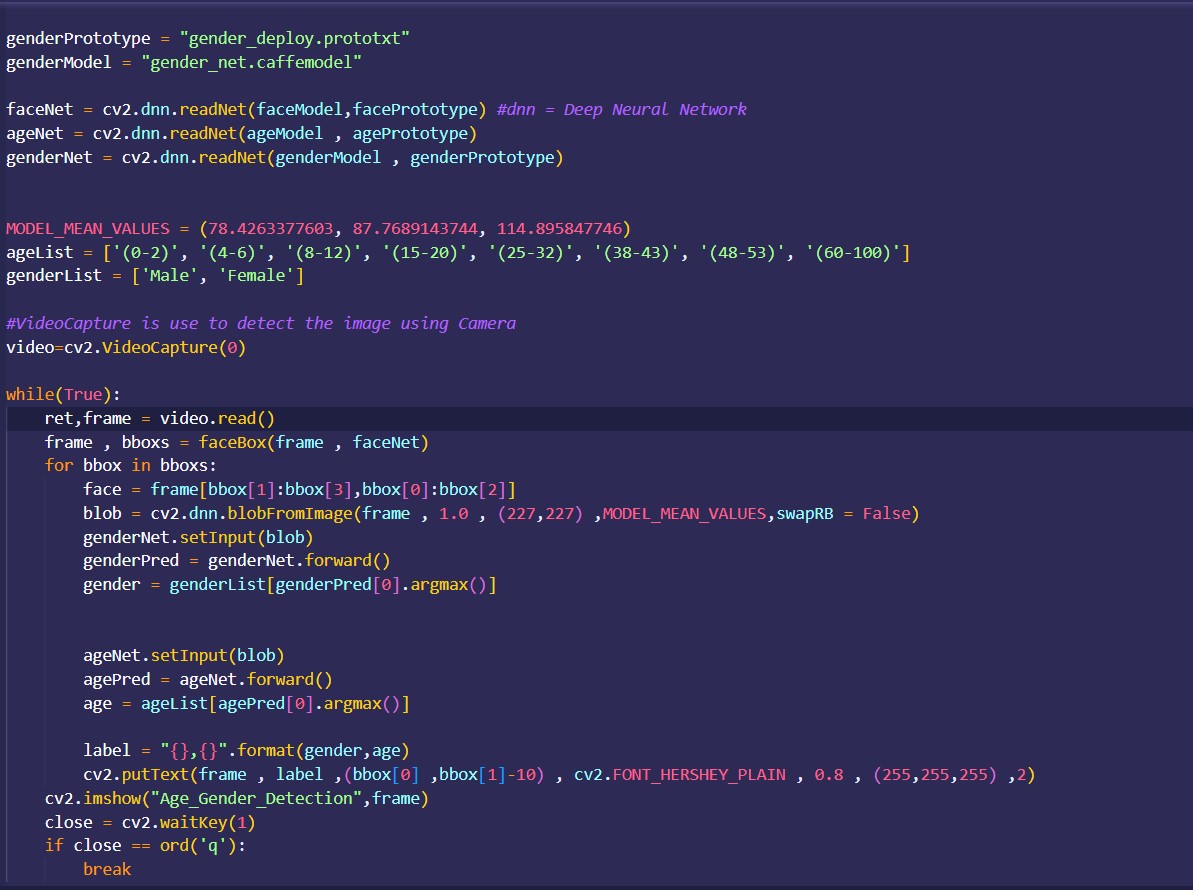 genderPrototype = "gender_deploy.prototxt"
genderModel = "gender_net.caffemodel"
faceNet = cv2.dnn.readNet(faceModel,facePrototype) #dnn = Deep Neural Network
ageNet = cv2.dnn.readNet(ageModel , agePrototype)
genderNet = cv2.dnn.readNet(genderModel , genderPrototype)
MODEL_MEAN_VALUES = (78.4263377603, 87.7689143744, 114.895847746)
ageList = ['(0-2)', '(4-6)', '(8-12)', '(15-20)', '(25-32)', '(38-43)', '(48-53)', '(60-100)']
genderList = ['Male', 'Female']
#VideoCapture is use to detect the image using Camera
video=cv2.VideoCapture(0)
while(True):
    ret,frame = video.read()
    frame , bboxs = faceBox(frame , faceNet)
    for bbox in bboxs:
        face = frame[bbox[1]:bbox[3],bbox[0]:bbox[2]]
        blob = cv2.dnn.blobFromImage(frame , 1.0 , (227,227) ,MODEL_MEAN_VALUES,swapRB = False)
        genderNet.setInput(blob)
        genderPred = genderNet.forward()
        gender = genderList[genderPred[0].argmax()]
        ageNet.setInput(blob)
        agePred = ageNet.forward()
        age = ageList[agePred[0].argmax()]
        label = "{},{}".format(gender,age)
        cv2.putText(frame , label ,(bbox[0] ,bbox[1]-10) , cv2.FONT_HERSHEY_PLAIN , 0.8 , (255,255,255) ,2)
    cv2.imshow("Age_Gender_Detection",frame)
    close = cv2.waitKey(1)
    if close == ord('q'):
        break